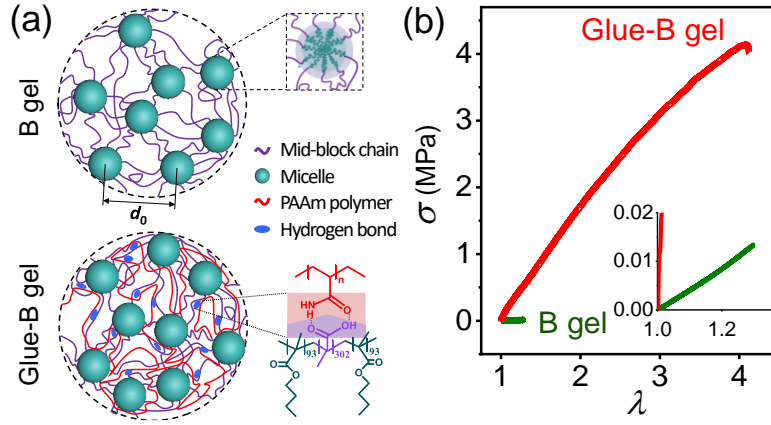 (a)
B gel
d0
Mid-block chain
Micelle
PAAm polymer
Hydrogen bond
Glue-B gel
n
NH O
H
O OH
93 302 93
O O O O
(b)
Glue-B gel
B gel
σ (MPa)
4
3
2
1
0
1 2 3 4
λ
0.02
0.01
0.00
1.0 1.2